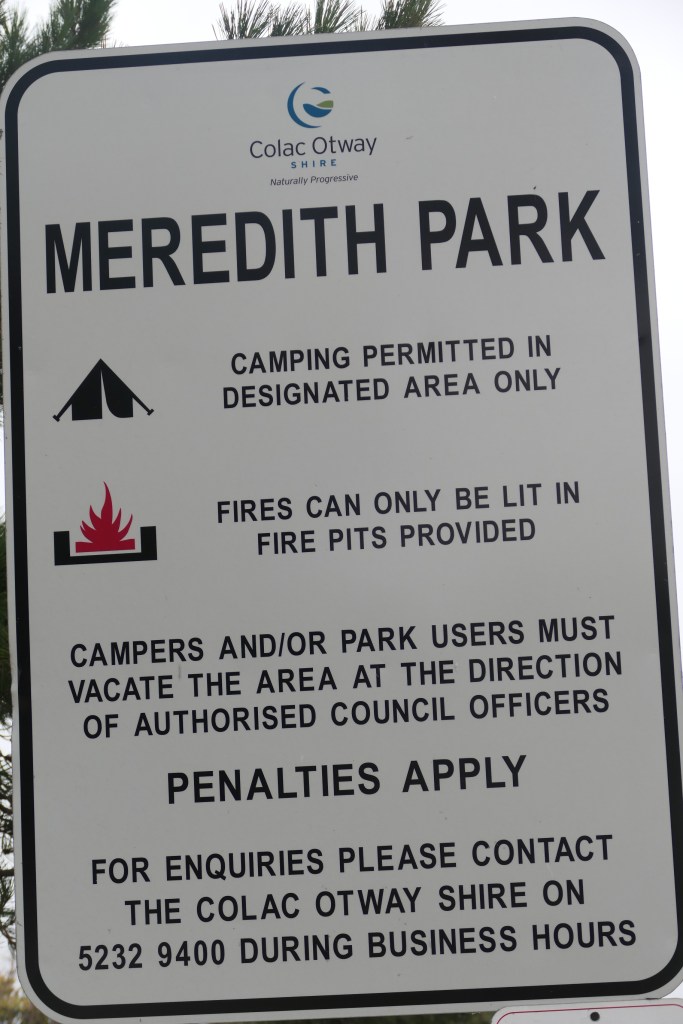 Colac Otway
SHIRE
Naturally Progressive
MEREDITH PARK
CAMPING PERMITTED IN
DESIGNATED AREA ONLY
FIRES CAN ONLY BE LIT IN
FIRE PITS PROVIDED
CAMPERS AND/OR PARK USERS MUST
VACATE THE AREA AT THE DIRECTION
OF AUTHORISED COUNCIL OFFICERS
PENALTIES APPLY
FOR ENQUIRIES PLEASE CONTACT
THE COLAC OTWAY SHIRE ON
5232 9400 DURING BUSINESS HOURS